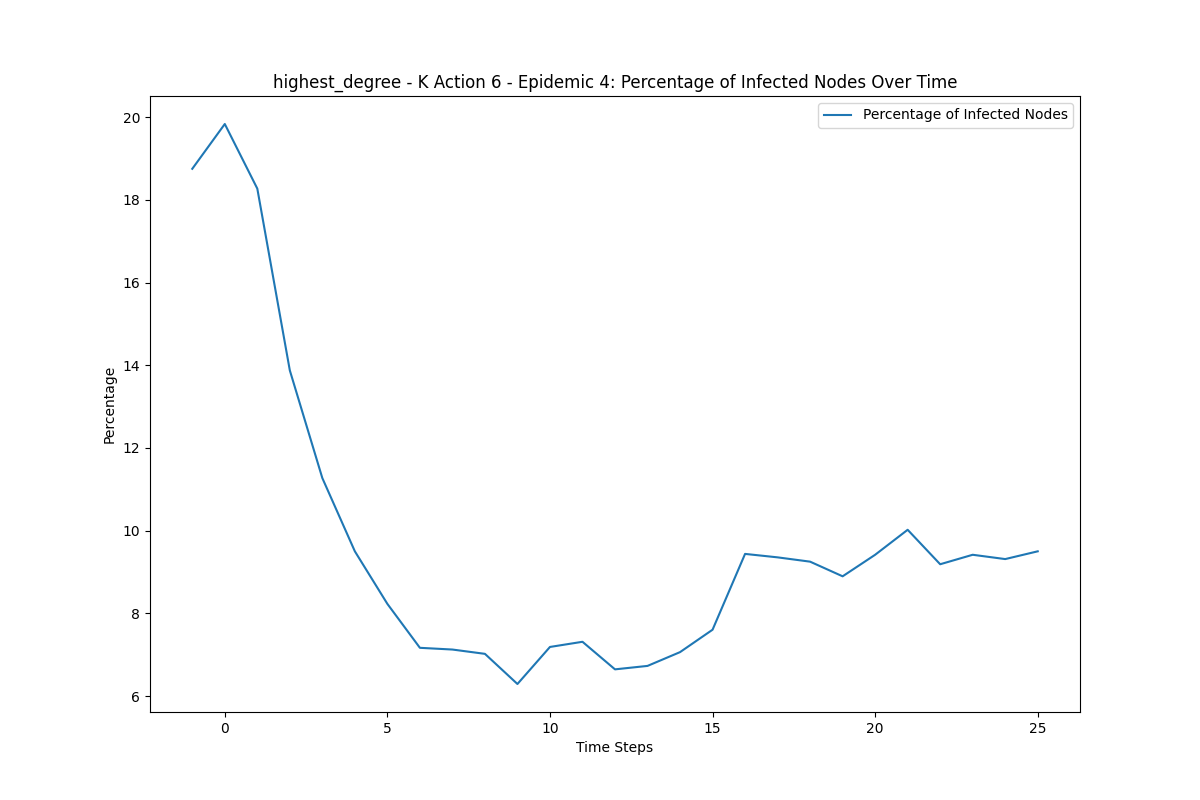 highest_degree - K Action 6 - Epidemic 4: Percentage of Infected Nodes Over Time
Percentage of Infected Nodes
Percentage
20
18
16
14
12
10
8
6
0 5 10 15 20 25
Time Steps